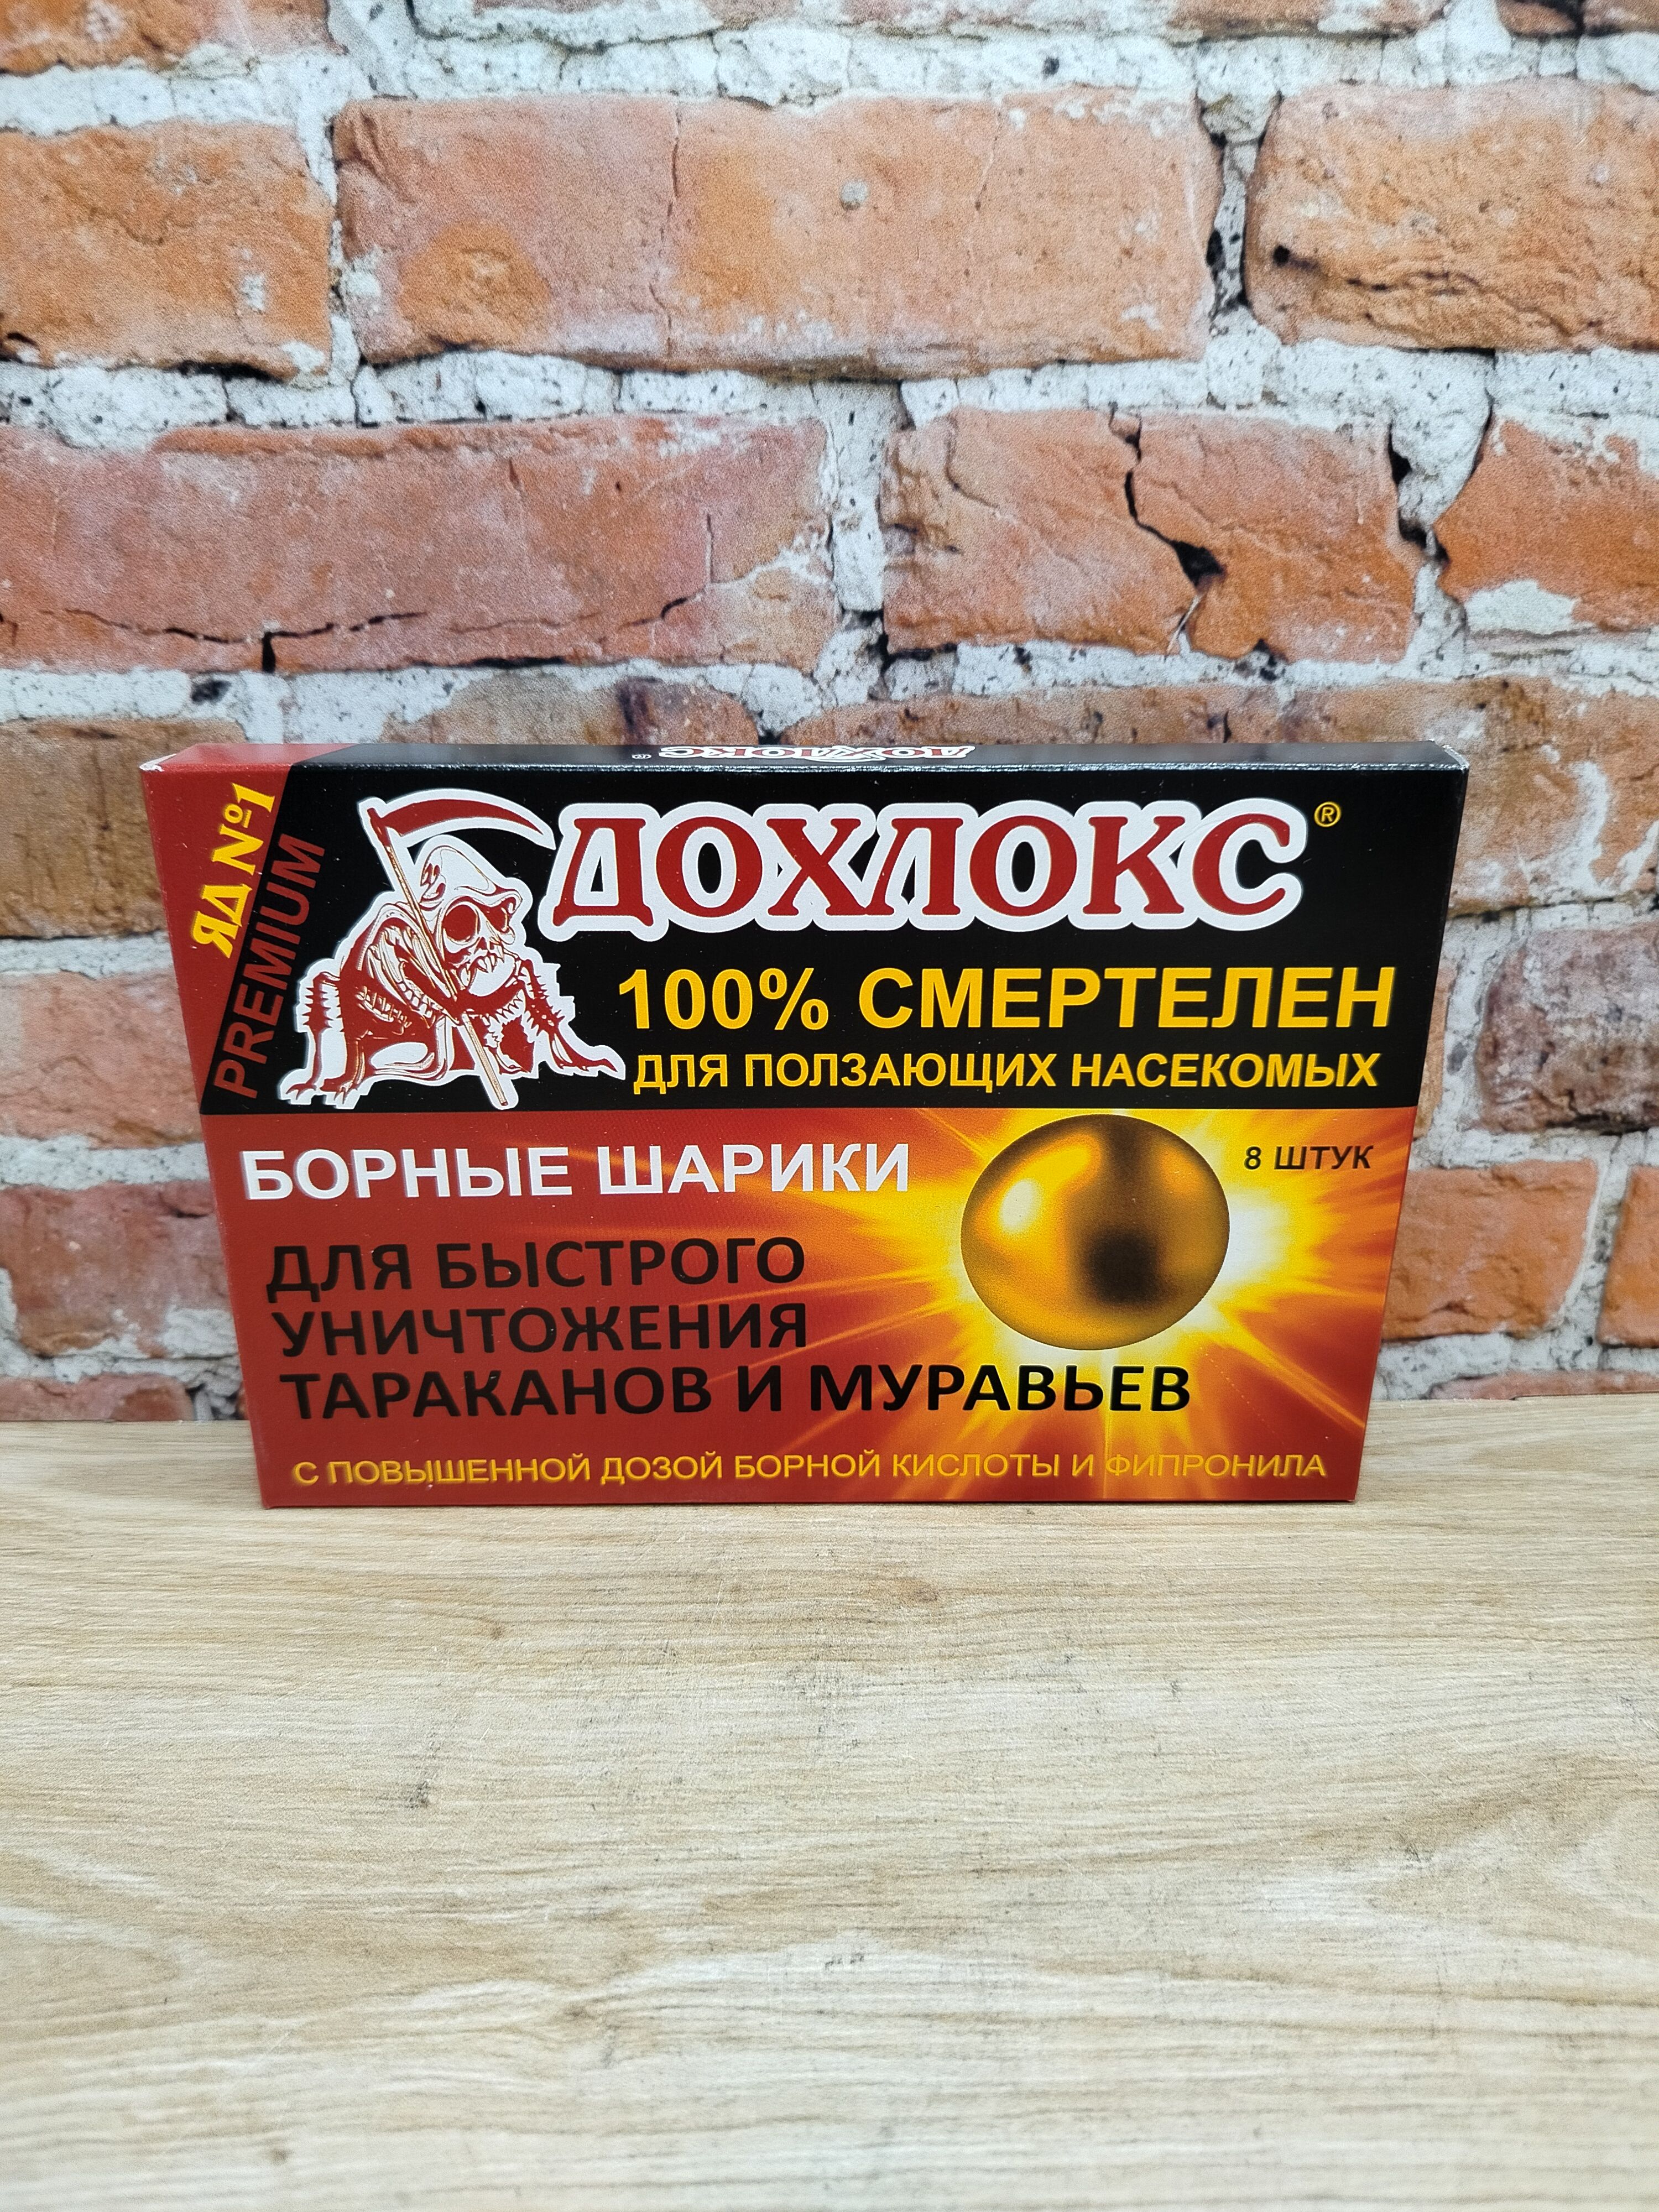 ДОХЛОКС ®
ЯД №1
PREMIUM
ДОХЛОКС®
100% СМЕРТЕЛЕН
ДЛЯ ПОЛЗАЮЩИХ НАСЕКОМЫХ
БОРНЫЕ ШАРИКИ
8 ШТУК
ДЛЯ БЫСТРОГО
УНИЧТОЖЕНИЯ
ТАРАКАНОВ И МУРАВЬЕВ
С ПОВЫШЕННОЙ ДОЗОЙ БОРНОЙ КИСЛОТЫ И ФИПРОНИЛА